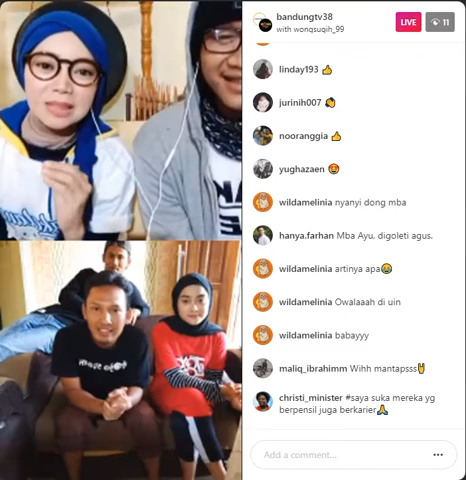 bandungtv38
with wonqsuqih_99
LIVE
11
linday193 👍
jurinih007 👏
nooranggia 👍
yughazaen 🤩
wildamelinia nyanyi dong mba
hanya.farhan Mba Ayu, digoleti agus.
wildamelinia artinya apa😂
wildamelinia Owalaaah di uin
wildamelinia babayyy
maliq_ibrahimm Wihh mantapsss🤘
christi_minister #saya suka mereka yg
berpensil juga berkarier🙏
Add a comment...